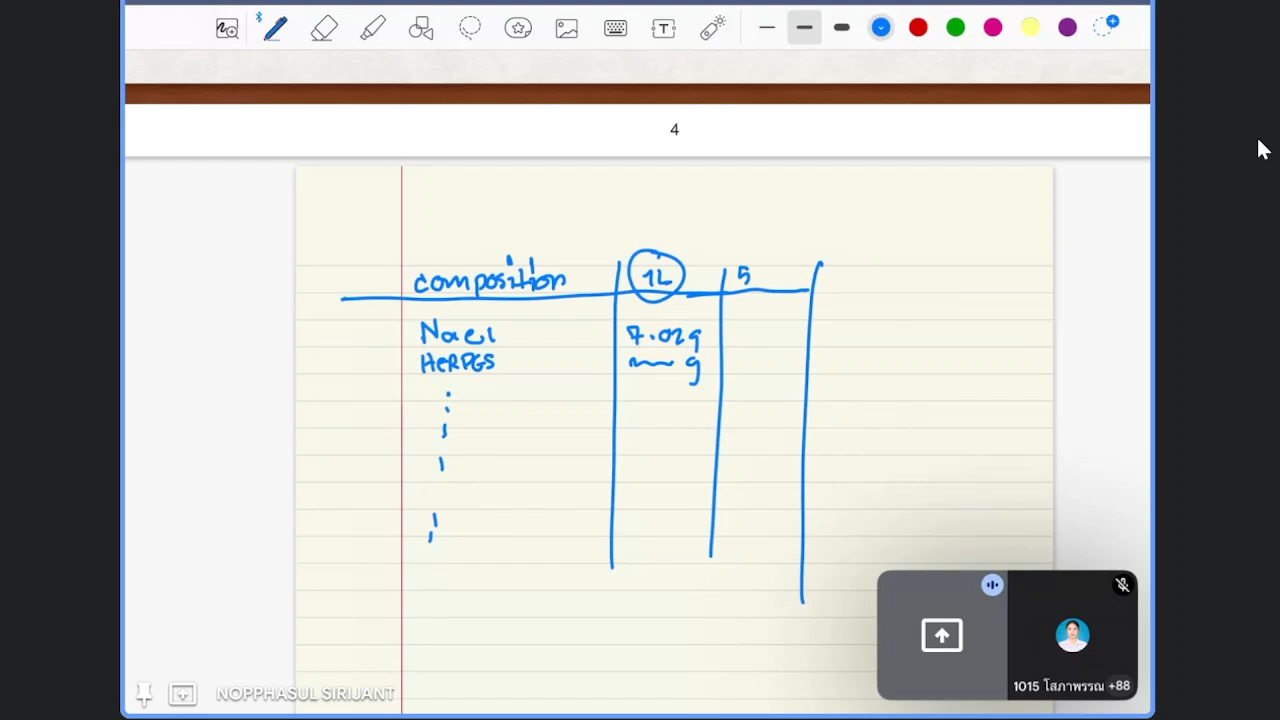 4
composition 1L 5
NaCl 7.02g
HeRPGS g
NOPPHASUL SIRIJANT
1015 โสภาพรรณ +88